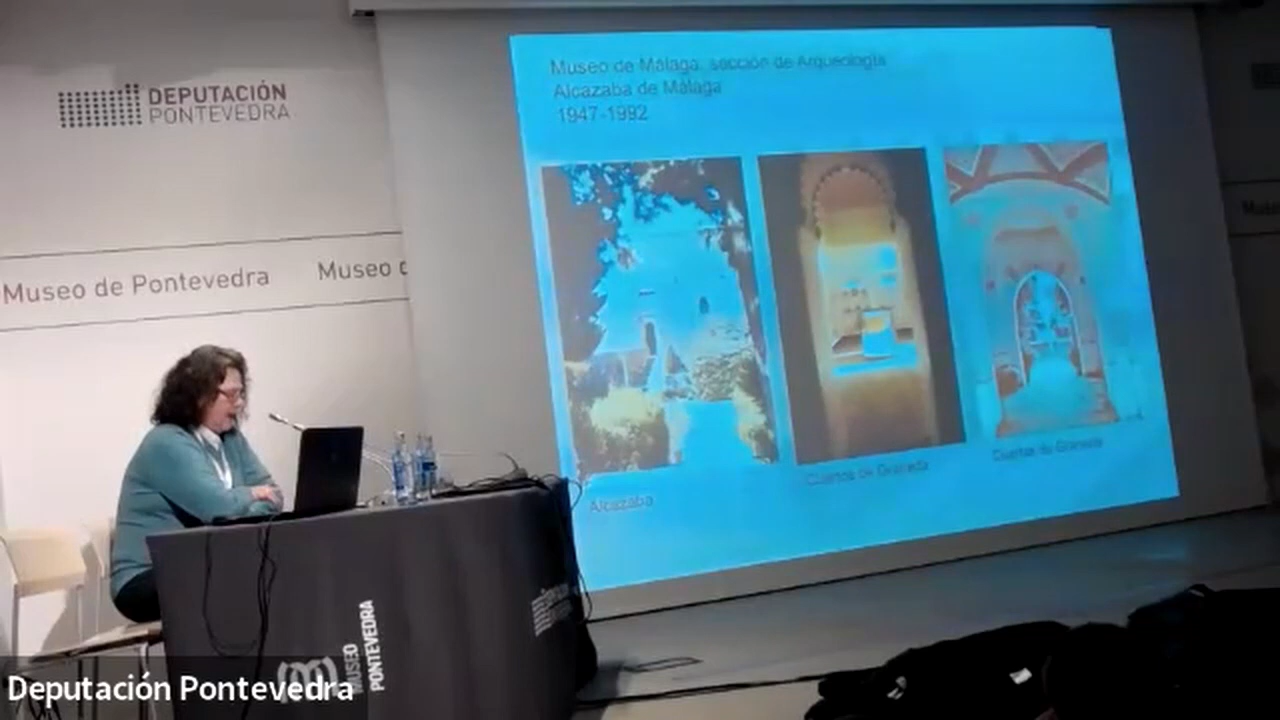 DEPUTACIÓN
PONTEVEDRA
Museo de Pontevedra
Museo d
Museo de Málaga: sección de Arqueología
Alcazaba de Málaga
1947-1992
Alcazaba
Cuartos de Granada
Cuartos de Granada
MUSEO
PONTEVEDRA
Deputación Pontevedra